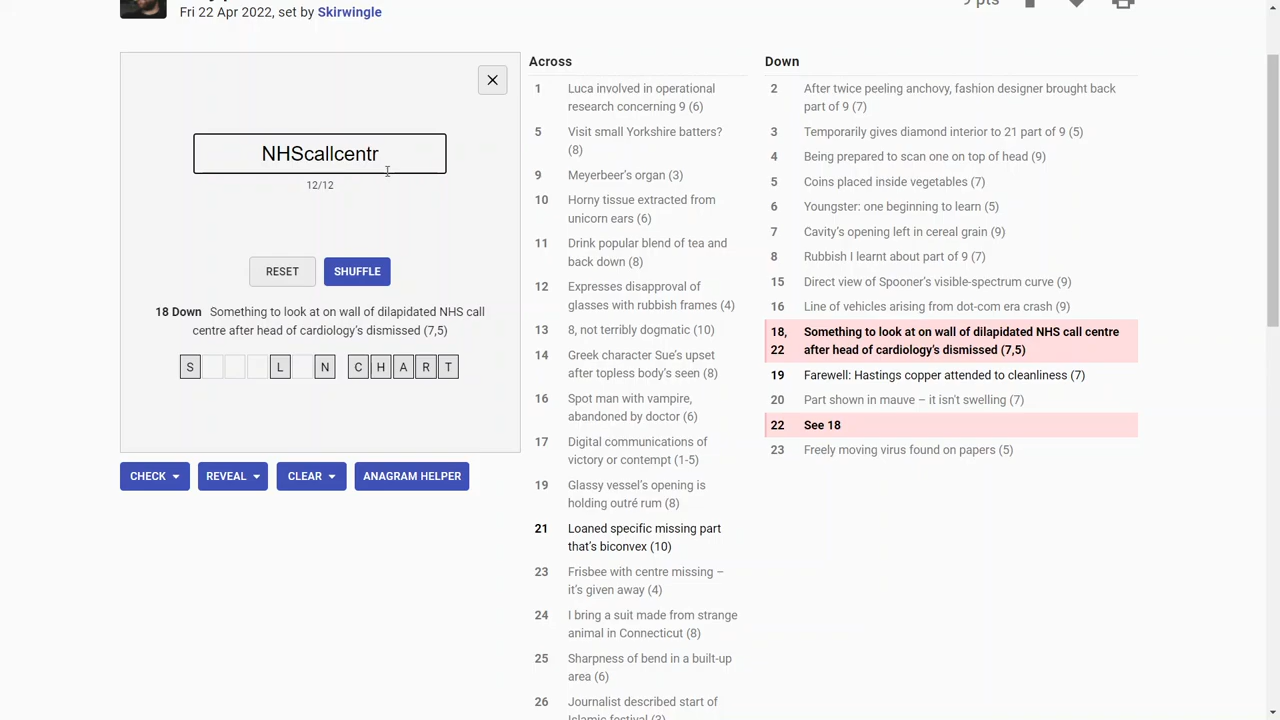 Fri 22 Apr 2022, set by Skirwingle
9 pts
NHScallcentr
12/12
RESET
SHUFFLE
18 Down Something to look at on wall of dilapidated NHS call
centre after head of cardiology's dismissed (7,5)
S L N C H A R T
CHECK
REVEAL
CLEAR
ANAGRAM HELPER
Across
1 Luca involved in operational
research concerning 9 (6)
5 Visit small Yorkshire batters?
(8)
9 Meyerbeer's organ (3)
10 Horny tissue extracted from
unicorn ears (6)
11 Drink popular blend of tea and
back down (8)
12 Expresses disapproval of
glasses with rubbish frames (4)
13 8, not terribly dogmatic (10)
14 Greek character Sue's upset
after topless body's seen (8)
16 Spot man with vampire,
abandoned by doctor (6)
17 Digital communications of
victory or contempt (1-5)
19 Glassy vessel's opening is
holding outré rum (8)
21 Loaned specific missing part
that's biconvex (10)
23 Frisbee with centre missing –
it's given away (4)
24 I bring a suit made from strange
animal in Connecticut (8)
25 Sharpness of bend in a built-up
area (6)
26 Journalist described start of
Islamic festival (3)
Down
2 After twice peeling anchovy, fashion designer brought back
part of 9 (7)
3 Temporarily gives diamond interior to 21 part of 9 (5)
4 Being prepared to scan one on top of head (9)
5 Coins placed inside vegetables (7)
6 Youngster: one beginning to learn (5)
7 Cavity's opening left in cereal grain (9)
8 Rubbish I learnt about part of 9 (7)
15 Direct view of Spooner's visible-spectrum curve (9)
16 Line of vehicles arising from dot-com era crash (9)
18, Something to look at on wall of dilapidated NHS call centre
22 after head of cardiology's dismissed (7,5)
19 Farewell: Hastings copper attended to cleanliness (7)
20 Part shown in mauve – it isn't swelling (7)
22 See 18
23 Freely moving virus found on papers (5)